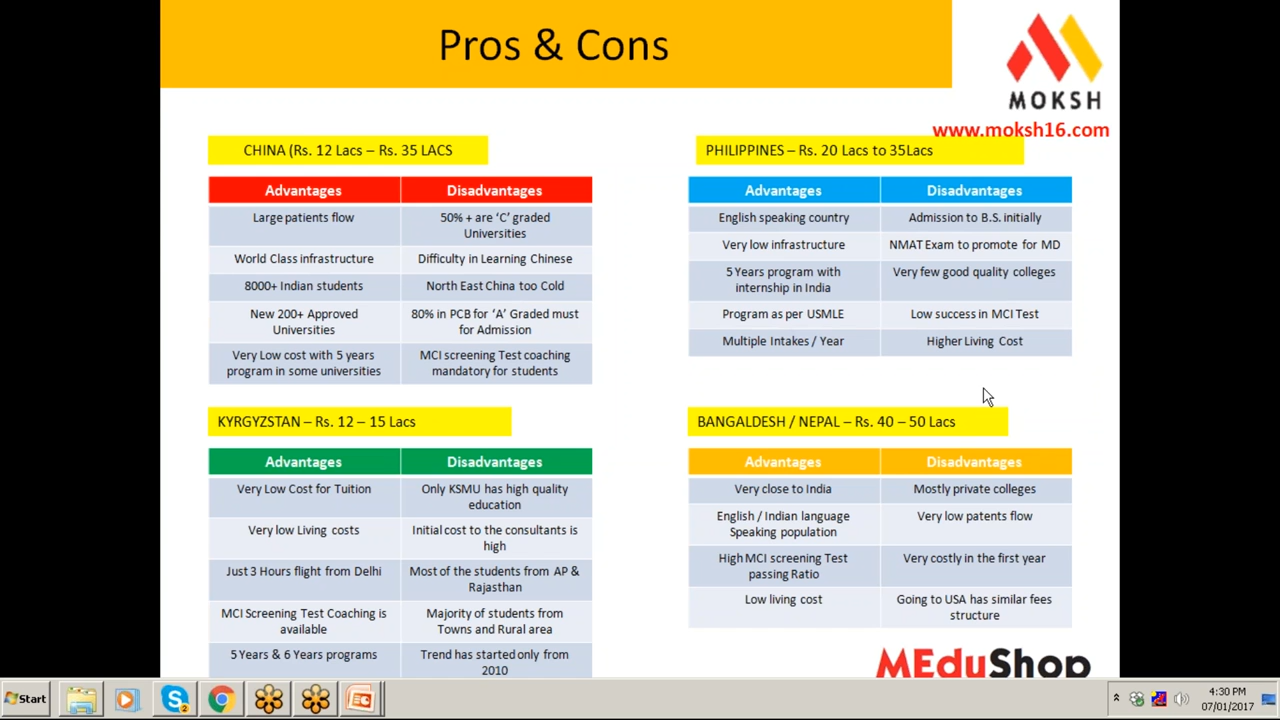 Pros & Cons
MOKSH
www.moksh16.com
CHINA (Rs. 12 Lacs – Rs. 35 LACS
Advantages
Disadvantages
Large patients flow
50% + are ‘C’ graded
Universities
World Class infrastructure
Difficulty in Learning Chinese
8000+ Indian students
North East China too Cold
New 200+ Approved
Universities
80% in PCB for ‘A’ Graded must
for Admission
Very Low cost with 5 years
program in some universities
MCI screening Test coaching
mandatory for students
PHILIPPINES – Rs. 20 Lacs to 35Lacs
Advantages
Disadvantages
English speaking country
Admission to B.S. initially
Very low infrastructure
NMAT Exam to promote for MD
5 Years program with
internship in India
Very few good quality colleges
Program as per USMLE
Low success in MCI Test
Multiple Intakes / Year
Higher Living Cost
KYRGYZSTAN – Rs. 12 – 15 Lacs
Advantages
Disadvantages
Very Low Cost for Tuition
Only KSMU has high quality
education
Very low Living costs
Initial cost to the consultants is
high
Just 3 Hours flight from Delhi
Most of the students from AP &
Rajasthan
MCI Screening Test Coaching is
available
Majority of students from
Towns and Rural area
5 Years & 6 Years programs
Trend has started only from
2010
BANGALDESH / NEPAL – Rs. 40 – 50 Lacs
Advantages
Disadvantages
Very close to India
Mostly private colleges
English / Indian language
Speaking population
Very low patents flow
High MCI screening Test
passing Ratio
Very costly in the first year
Low living cost
Going to USA has similar fees
structure
MEduShop
Start
4:30 PM
07/01/2017